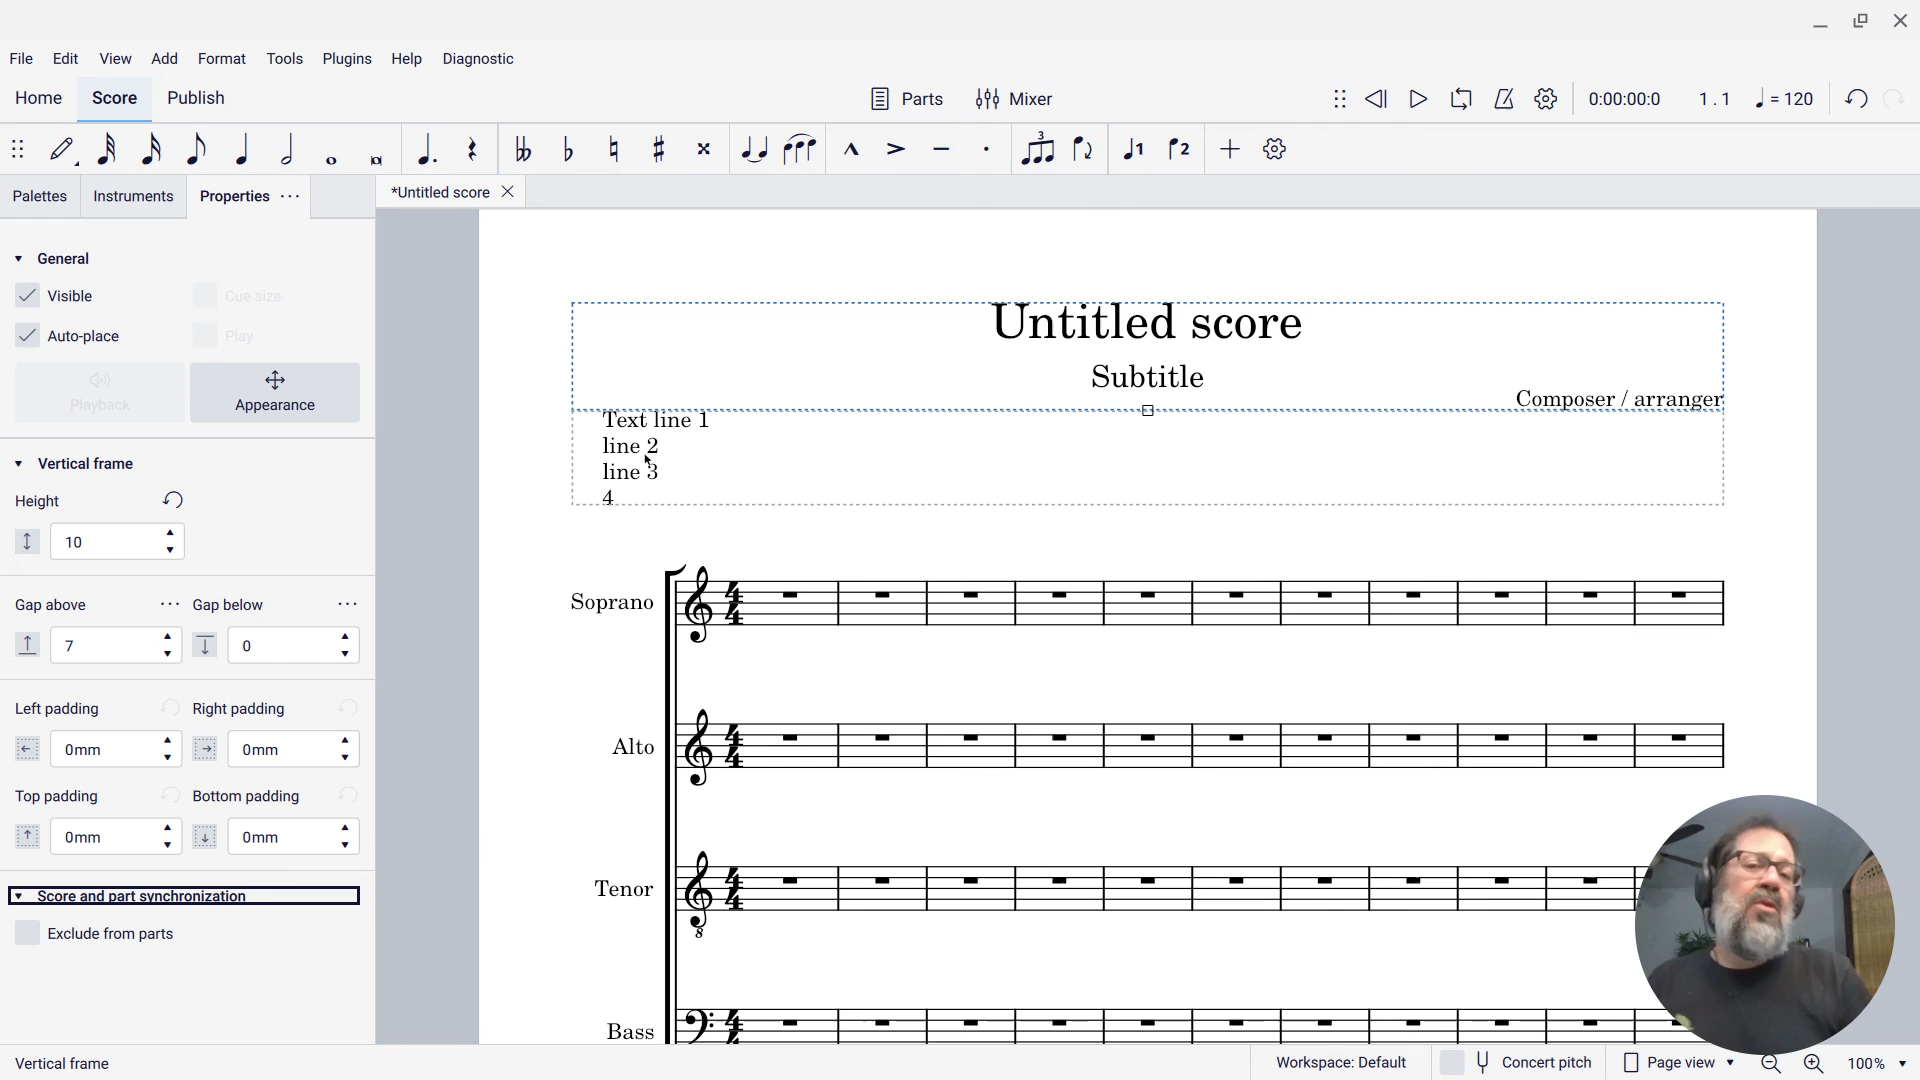 File Edit View Add Format Tools Plugins Help Diagnostic
Home Score Publish Parts Mixer 0:00:00:0 1 . 1 = 120
3 1 2
Palettes Instruments Properties ··· *Untitled score
General
Visible Cue size
Auto-place Play
Playback Appearance
Vertical frame
Height
10
Gap above ··· Gap below ···
7 0
Left padding Right padding
0mm 0mm
Top padding Bottom padding
0mm 0mm
Score and part synchronization
Exclude from parts
Untitled score
Subtitle
Composer / arranger
Text line 1
line 2
line 3
4
Soprano
Alto
Tenor
8
Bass
Vertical frame Workspace: Default Concert pitch Page view 100%